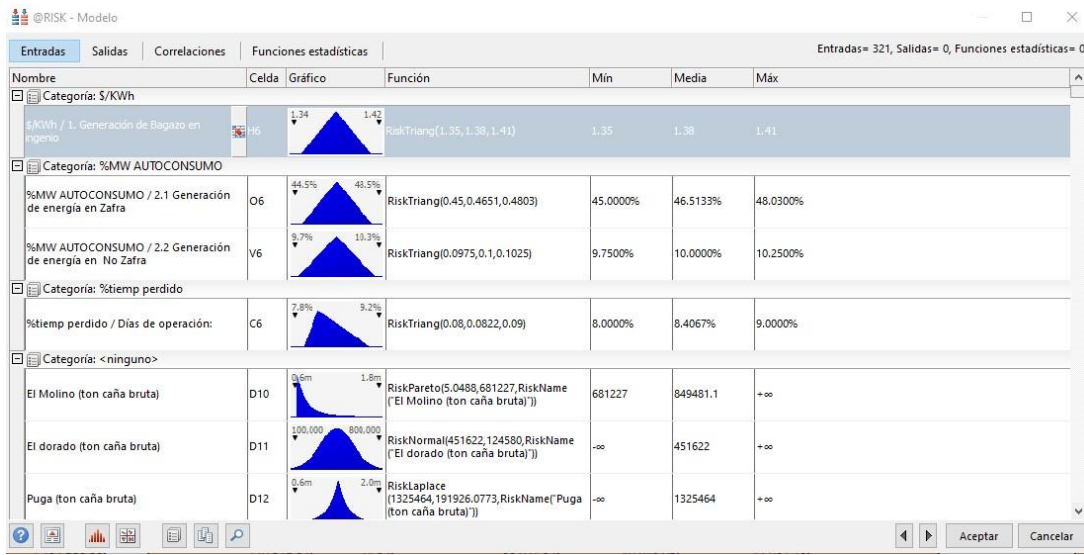 @RISK - Modelo
Entradas Salidas Correlaciones Funciones estadísticas Entradas= 321, Salidas= 0, Funciones estadísticas= 0
Nombre Celda Gráfico Función Mín Media Máx
Categoría: $/KWh
1.34 1.42
$/KWh / 1. Generación de Bagazo en
ingenio H6 RiskTriang(1.35,1.38,1.41) 1.35 1.38 1.41
Categoría: %MW AUTOCONSUMO
44.5% 48.5%
%MW AUTOCONSUMO / 2.1 Generación
de energía en Zafra O6 RiskTriang(0.45,0.4651,0.4803) 45.0000% 46.5133% 48.0300%
9.7% 10.3%
%MW AUTOCONSUMO / 2.2 Generación
de energía en No Zafra V6 RiskTriang(0.0975,0.1,0.1025) 9.7500% 10.0000% 10.2500%
Categoría: %tiemp perdido
7.8% 9.2%
%tiemp perdido / Días de operación: C6 RiskTriang(0.08,0.0822,0.09) 8.0000% 8.4067% 9.0000%
Categoría: <ninguno>
0.6m 1.8m
El Molino (ton caña bruta) D10 RiskPareto(5.0488,681227,RiskName
("El Molino (ton caña bruta)")) 681227 849481.1 +∞
100,000 800,000
El dorado (ton caña bruta) D11 RiskNormal(451622,124580,RiskName
("El dorado (ton caña bruta)")) -∞ 451622 +∞
0.6m 2.0m
Puga (ton caña bruta) D12 RiskLaplace
(1325464,191926.0773,RiskName("Puga
(ton caña bruta)")) -∞ 1325464 +∞
Aceptar Cancelar